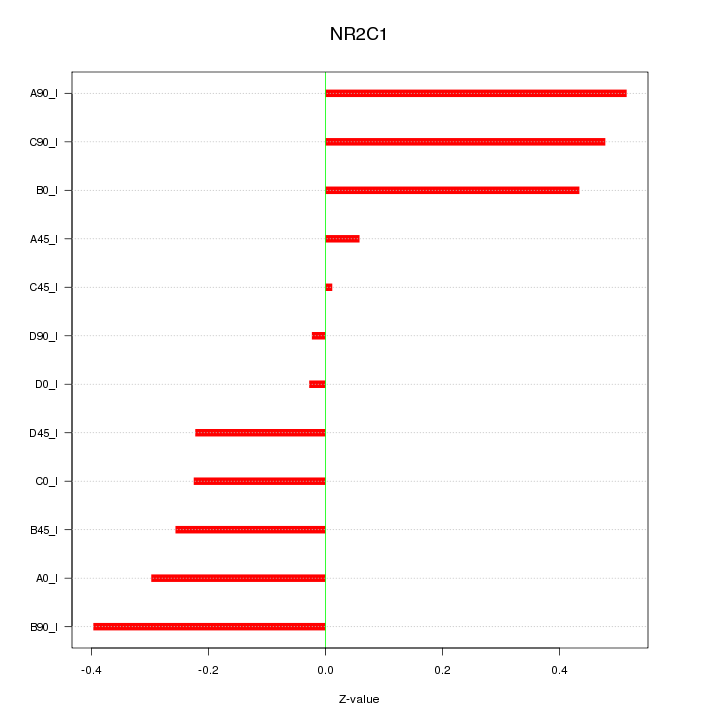 NR2C1
A90_I
C90_I
B0_I
A45_I
C45_I
D90_I
D0_I
D45_I
C0_I
B45_I
A0_I
B90_I
-0.4 -0.2 0.0 0.2 0.4
Z-value